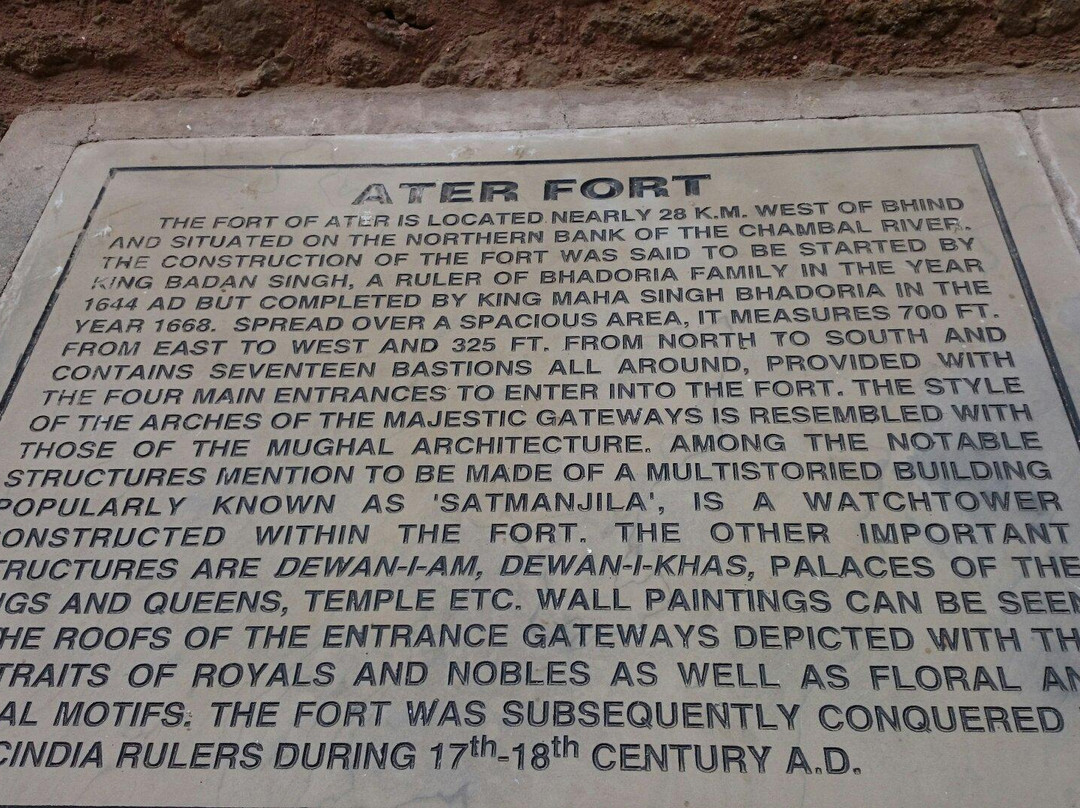 ATER FORT
THE FORT OF ATER IS LOCATED NEARLY 28 K.M. WEST OF BHIND
AND SITUATED ON THE NORTHERN BANK OF THE CHAMBAL RIVER.
THE CONSTRUCTION OF THE FORT WAS SAID TO BE STARTED BY
KING BADAN SINGH, A RULER OF BHADORIA FAMILY IN THE YEAR
1644 AD BUT COMPLETED BY KING MAHA SINGH BHADORIA IN THE
YEAR 1668. SPREAD OVER A SPACIOUS AREA, IT MEASURES 700 FT.
FROM EAST TO WEST AND 325 FT. FROM NORTH TO SOUTH AND
CONTAINS SEVENTEEN BASTIONS ALL AROUND, PROVIDED WITH
THE FOUR MAIN ENTRANCES TO ENTER INTO THE FORT. THE STYLE
OF THE ARCHES OF THE MAJESTIC GATEWAYS IS RESEMBLED WITH
THOSE OF THE MUGHAL ARCHITECTURE. AMONG THE NOTABLE
STRUCTURES MENTION TO BE MADE OF A MULTISTORIED BUILDING
POPULARLY KNOWN AS 'SATMANJILA', IS A WATCHTOWER
ONSTRUCTED WITHIN THE FORT. THE OTHER IMPORTANT
TRUCTURES ARE DEWAN-I-AM, DEWAN-I-KHAS, PALACES OF THE
NGS AND QUEENS, TEMPLE ETC. WALL PAINTINGS CAN BE SEEN
HE ROOFS OF THE ENTRANCE GATEWAYS DEPICTED WITH TH
TRAITS OF ROYALS AND NOBLES AS WELL AS FLORAL AN
AL MOTIFS. THE FORT WAS SUBSEQUENTLY CONQUERED
CINDIA RULERS DURING 17th-18th CENTURY A.D.